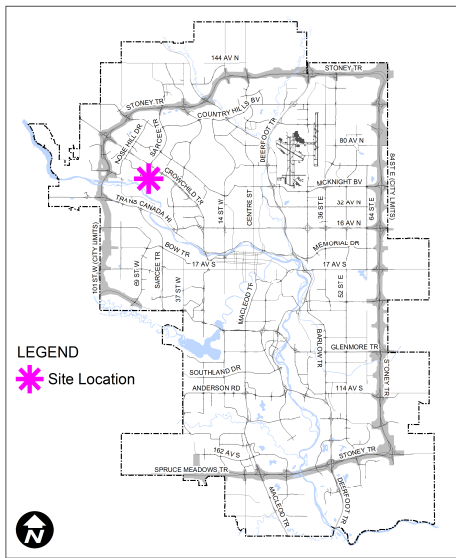 144 AV N
STONEY TR
STONEY TR
COUNTRY HILLS BV
NOSE HILL DR
SARCEE TR
DEERFOOT TR
80 AV N
CROWCHILD TR
MCKNIGHT BV
84 ST E (CITY LIMITS)
TRANS CANADA HI
14 ST W
CENTRE ST
36 ST E
32 AV N
64 ST E
16 AV N
101 ST W (CITY LIMITS)
BOW TR
MEMORIAL DR
17 AV S
17 AV S
69 ST W
SARCEE TR
37 ST W
52 ST E
MACLEOD TR
BARLOW TR
GLENMORE TR
LEGEND
Site Location
SOUTHLAND DR
STONEY TR
ANDERSON RD
114 AV S
162 AV S
STONEY TR
SPRUCE MEADOWS TR
MACLEOD TR
DEERFOOT TR
N